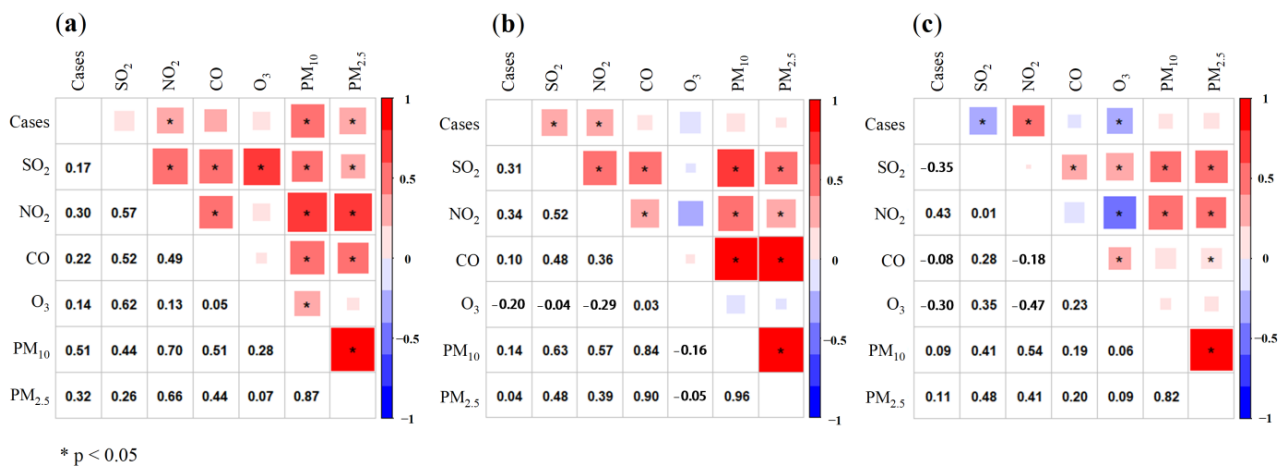 (a)
Cases SO2 NO2 CO O3 PM10 PM2.5
Cases * * *
SO2 0.17 * * * * *
NO2 0.30 0.57 * * *
CO 0.22 0.52 0.49 * *
O3 0.14 0.62 0.13 0.05 *
PM10 0.51 0.44 0.70 0.51 0.28 *
PM2.5 0.32 0.26 0.66 0.44 0.07 0.87
1
0.5
0
−0.5
−1
(b)
Cases SO2 NO2 CO O3 PM10 PM2.5
Cases * *
SO2 0.31 * * * *
NO2 0.34 0.52 * * *
CO 0.10 0.48 0.36 * *
O3 −0.20 −0.04 −0.29 0.03
PM10 0.14 0.63 0.57 0.84 −0.16 *
PM2.5 0.04 0.48 0.39 0.90 −0.05 0.96
1
0.5
0
−0.5
−1
(c)
Cases SO2 NO2 CO O3 PM10 PM2.5
Cases * * *
SO2 −0.35 * * * *
NO2 0.43 0.01 * * *
CO −0.08 0.28 −0.18 * *
O3 −0.30 0.35 −0.47 0.23
PM10 0.09 0.41 0.54 0.19 0.06 *
PM2.5 0.11 0.48 0.41 0.20 0.09 0.82
1
0.5
0
−0.5
−1
* p < 0.05